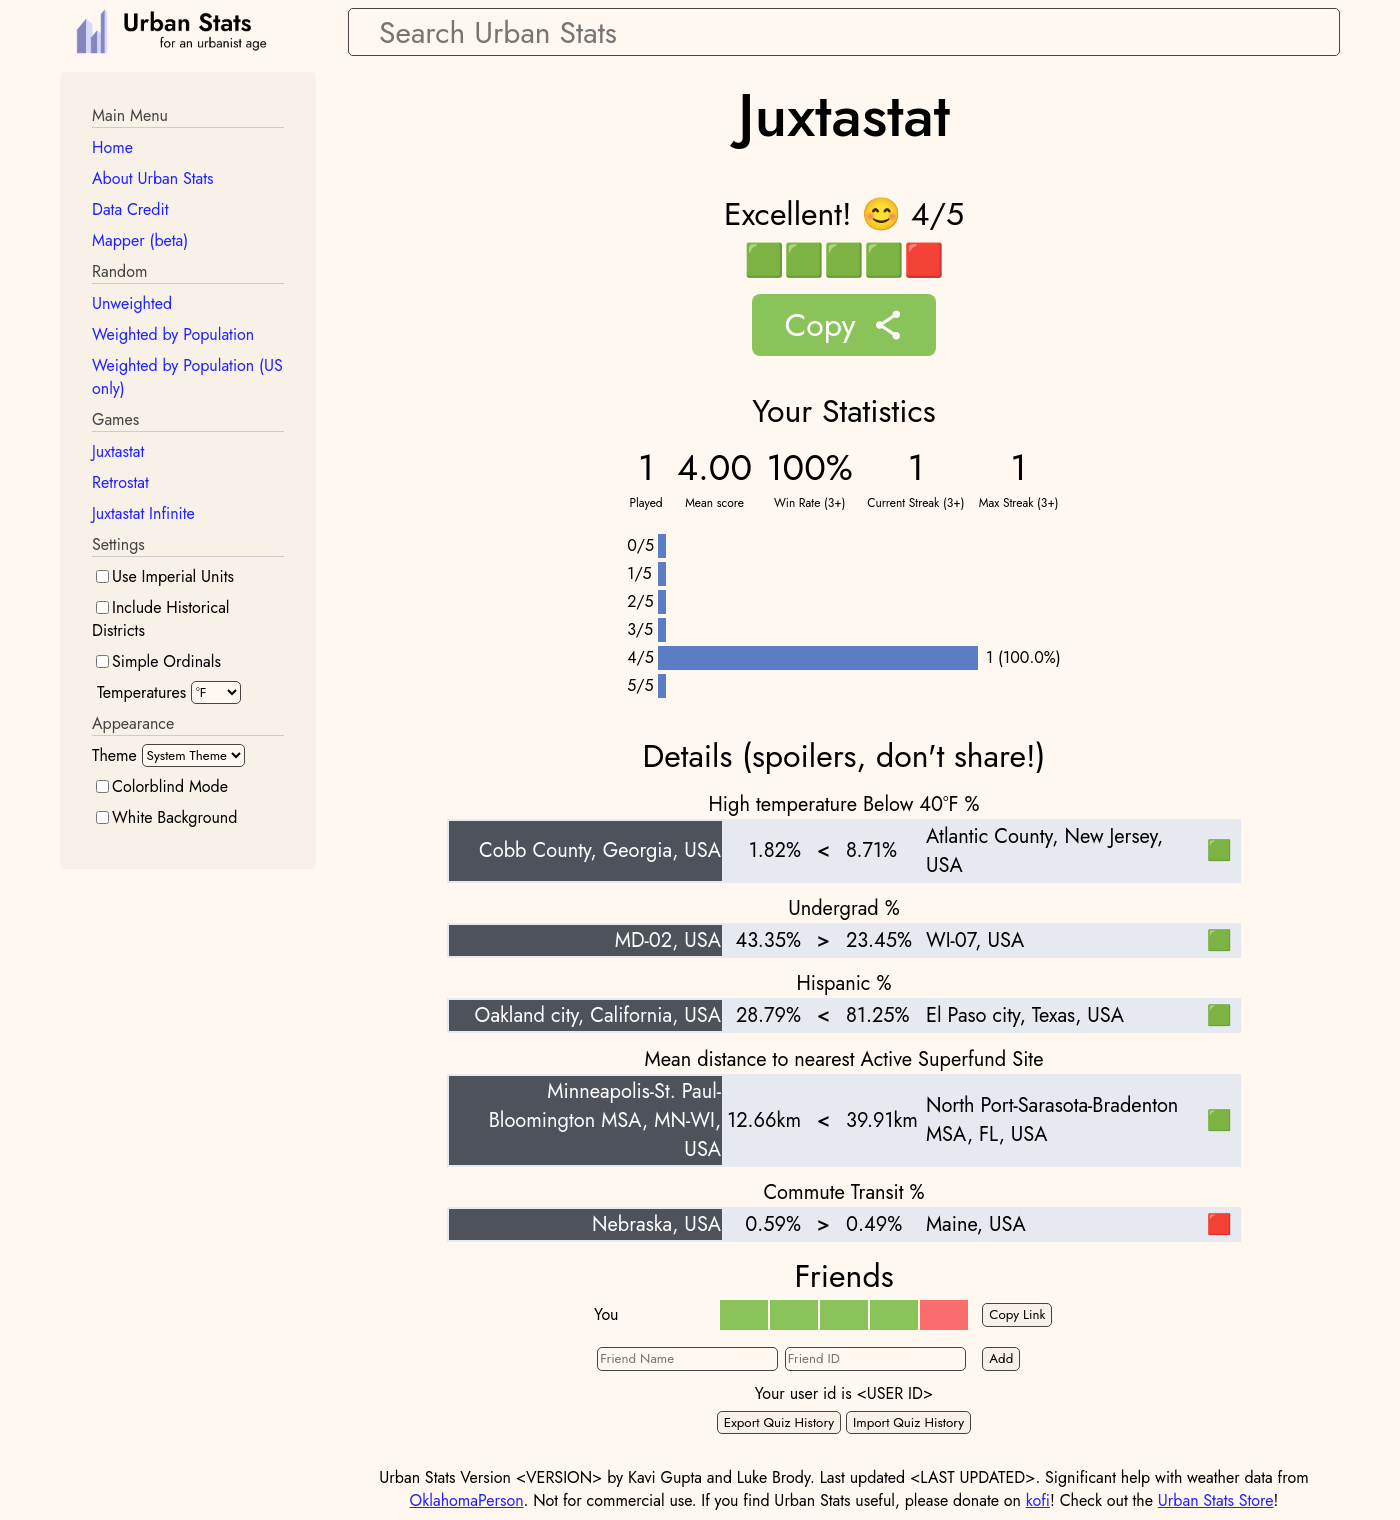 Urban Stats
for an urbanist age
Search Urban Stats
Main Menu
Home
About Urban Stats
Data Credit
Mapper (beta)
Random
Unweighted
Weighted by Population
Weighted by Population (US
only)
Games
Juxtastat
Retrostat
Juxtastat Infinite
Settings
Use Imperial Units
Include Historical
Districts
Simple Ordinals
Temperatures °F
Appearance
Theme System Theme
Colorblind Mode
White Background
Juxtastat
Excellent! 😊 4/5
🟩🟩🟩🟩🟥
Copy
Your Statistics
1 4.00 100% 1 1
Played Mean score Win Rate (3+) Current Streak (3+) Max Streak (3+)
0/5
1/5
2/5
3/5
4/5 1 (100.0%)
5/5
Details (spoilers, don't share!)
High temperature Below 40°F %
Cobb County, Georgia, USA 1.82% < 8.71% Atlantic County, New Jersey,
USA
Undergrad %
MD-02, USA 43.35% > 23.45% WI-07, USA
Hispanic %
Oakland city, California, USA 28.79% < 81.25% El Paso city, Texas, USA
Mean distance to nearest Active Superfund Site
Minneapolis-St. Paul-
Bloomington MSA, MN-WI,
USA
12.66km < 39.91km
North Port-Sarasota-Bradenton
MSA, FL, USA
Commute Transit %
Nebraska, USA 0.59% > 0.49% Maine, USA
Friends
You Copy Link
Friend Name Friend ID Add
Your user id is <USER ID>
Export Quiz History Import Quiz History
Urban Stats Version <VERSION> by Kavi Gupta and Luke Brody. Last updated <LAST UPDATED>. Significant help with weather data from
OklahomaPerson. Not for commercial use. If you find Urban Stats useful, please donate on kofi! Check out the Urban Stats Store!